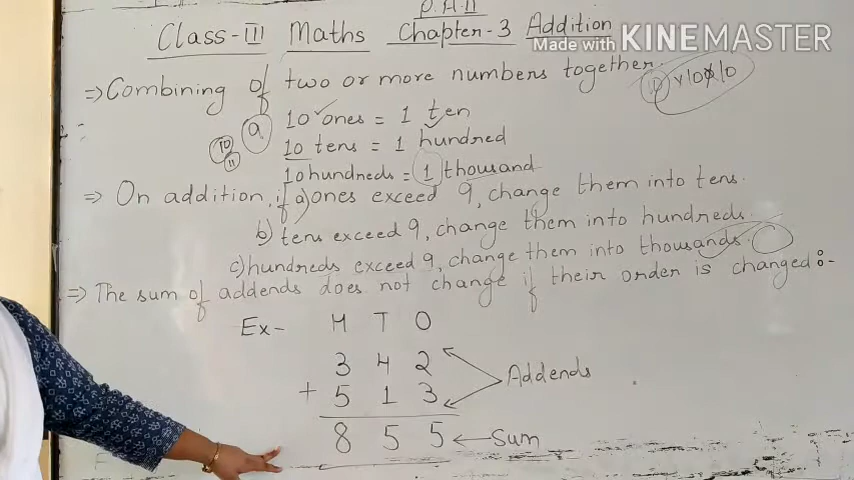 P.A.II
Class-III Maths Chapter-3 Addition
Made with KINEMASTER
⇒ Combining of two or more numbers together.
10 ones = 1 ten
9
10
11
10 tens = 1 hundred
10 hundreds = 1 thousand
⇒ On addition, if a) ones exceed 9, change them into tens.
b) tens exceed 9, change them into hundreds.
c) hundreds exceed 9, change them into thousands.
⇒ The sum of addends does not change if their order is changed:-
Ex- H T O
3 4 2
+ 5 1 3
Addends
8 5 5 ← Sum